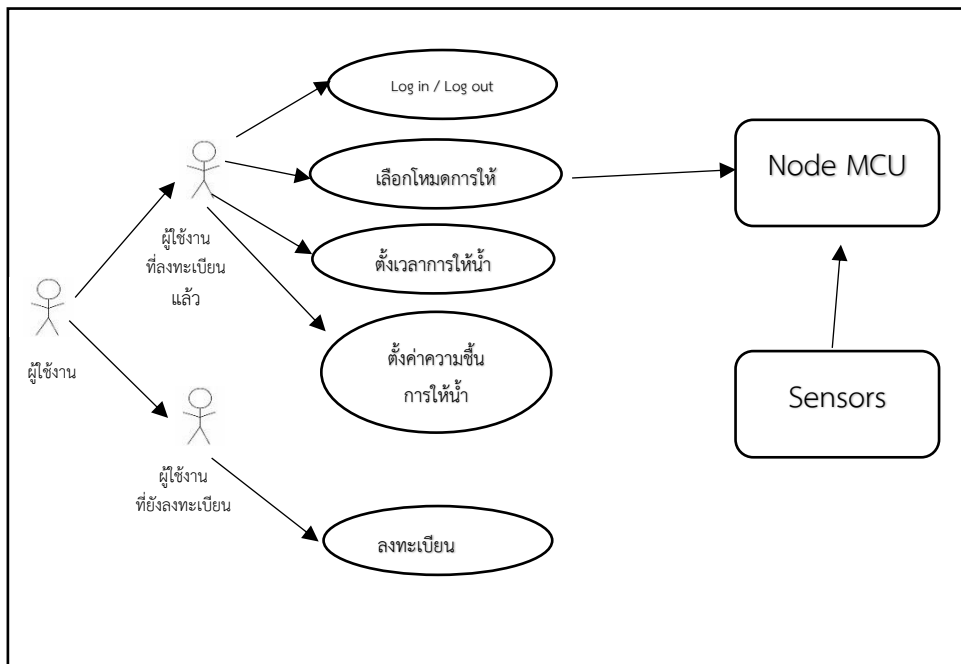 Log in / Log out
เลือกโหมดการให้
Node MCU
ผู้ใช้งาน
ที่ลงทะเบียน
แล้ว
ตั้งเวลาการให้น้ำ
ผู้ใช้งาน
ตั้งค่าความชื้น
การให้น้ำ
Sensors
ผู้ใช้งาน
ที่ยังลงทะเบียน
ลงทะเบียน